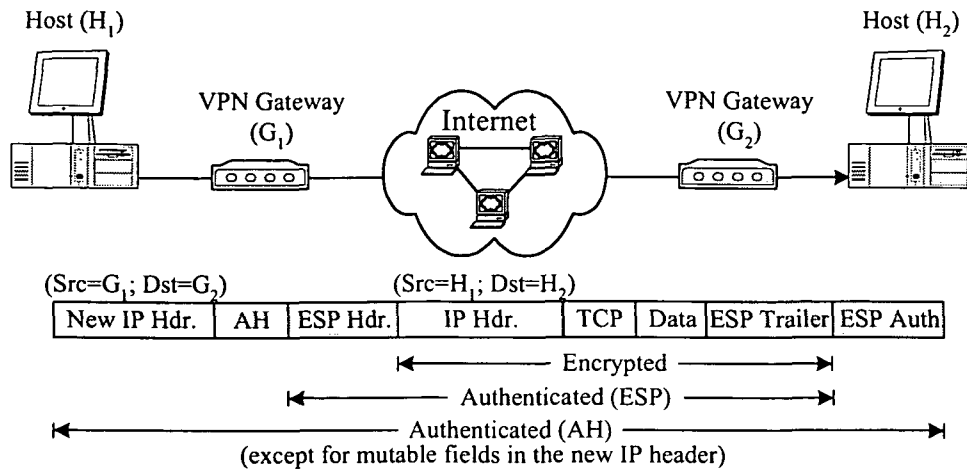 Host (H1)
Host (H2)
VPN Gateway
(G1)
Internet
VPN Gateway
(G2)
(Src=G1; Dst=G2)
(Src=H1; Dst=H2)
New IP Hdr.
AH
ESP Hdr.
IP Hdr.
TCP
Data
ESP Trailer
ESP Auth
Encrypted
Authenticated (ESP)
Authenticated (AH)
(except for mutable fields in the new IP header)